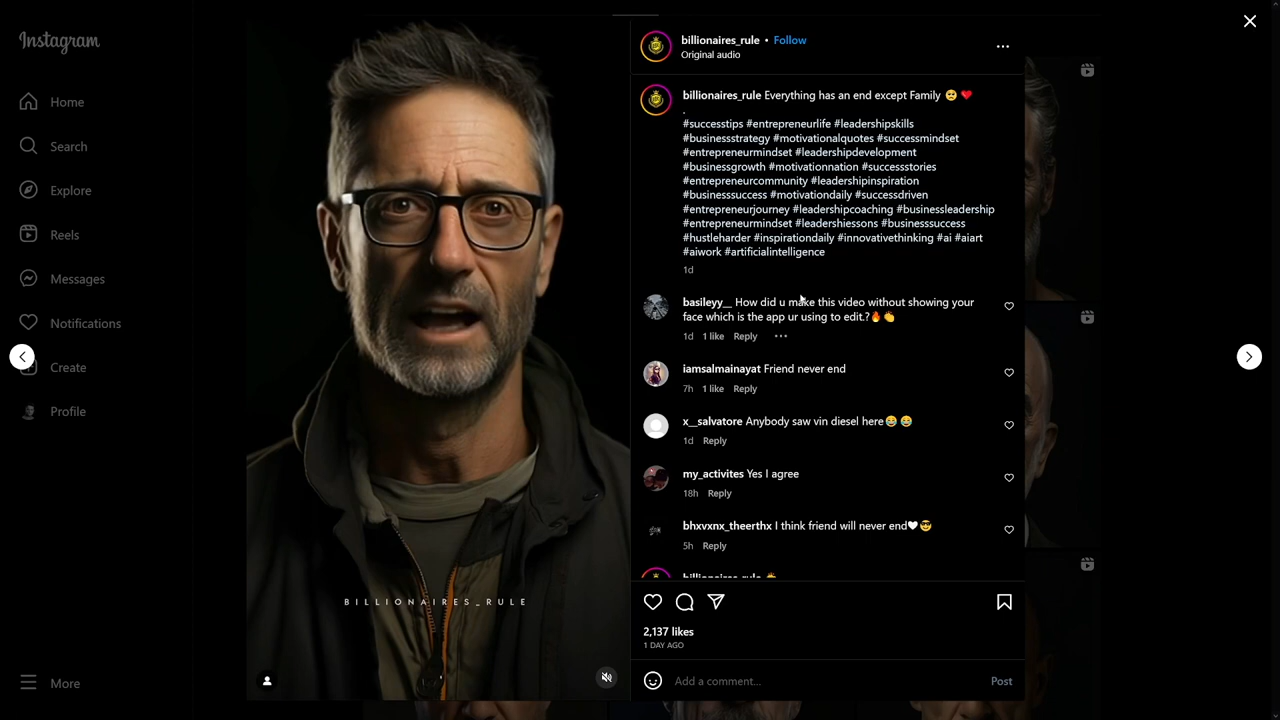 Instagram
Home
Search
Explore
Reels
Messages
Notifications
Create
Profile
More
BILLIONAIRES_RULE
billionaires_rule • Follow
Original audio
billionaires_rule Everything has an end except Family 🥺 ❤️
.
#successtips #entrepreneurlife #leadershipskills
#businessstrategy #motivationalquotes #successmindset
#entrepreneurmindset #leadershipdevelopment
#businessgrowth #motivationnation #successstories
#entrepreneurcommunity #leadershipinspiration
#businesssuccess #motivationdaily #successdriven
#entrepreneurjourney #leadershipcoaching #businessleadership
#entrepreneurmindset #leadershiessons #businesssuccess
#hustleharder #inspirationdaily #innovativethinking #ai #aiart
#aiwork #artificialintelligence
1d
basileyy__ How did u make this video without showing your
face which is the app ur using to edit.?🔥👏
1d 1 like Reply
iamsalmainayat Friend never end
7h 1 like Reply
x__salvatore Anybody saw vin diesel here😂😂
1d Reply
my_activites Yes I agree
18h Reply
bhxvxnx_theerthx I think friend will never end🤍😎
5h Reply
billionaires_rule
2,137 likes
1 DAY AGO
Add a comment...
Post